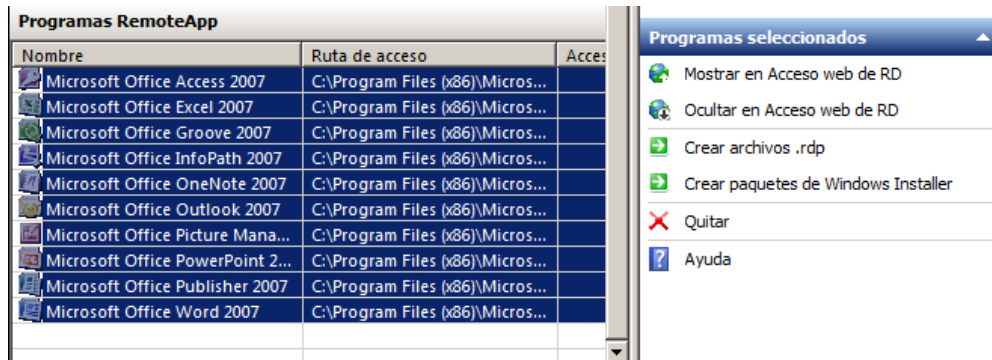 Programas RemoteApp
Nombre Ruta de acceso Acces
Microsoft Office Access 2007 C:\Program Files (x86)\Micros...
Microsoft Office Excel 2007 C:\Program Files (x86)\Micros...
Microsoft Office Groove 2007 C:\Program Files (x86)\Micros...
Microsoft Office InfoPath 2007 C:\Program Files (x86)\Micros...
Microsoft Office OneNote 2007 C:\Program Files (x86)\Micros...
Microsoft Office Outlook 2007 C:\Program Files (x86)\Micros...
Microsoft Office Picture Mana... C:\Program Files (x86)\Micros...
Microsoft Office PowerPoint 2... C:\Program Files (x86)\Micros...
Microsoft Office Publisher 2007 C:\Program Files (x86)\Micros...
Microsoft Office Word 2007 C:\Program Files (x86)\Micros...
Programas seleccionados
Mostrar en Acceso web de RD
Ocultar en Acceso web de RD
Crear archivos .rdp
Crear paquetes de Windows Installer
Quitar
Ayuda